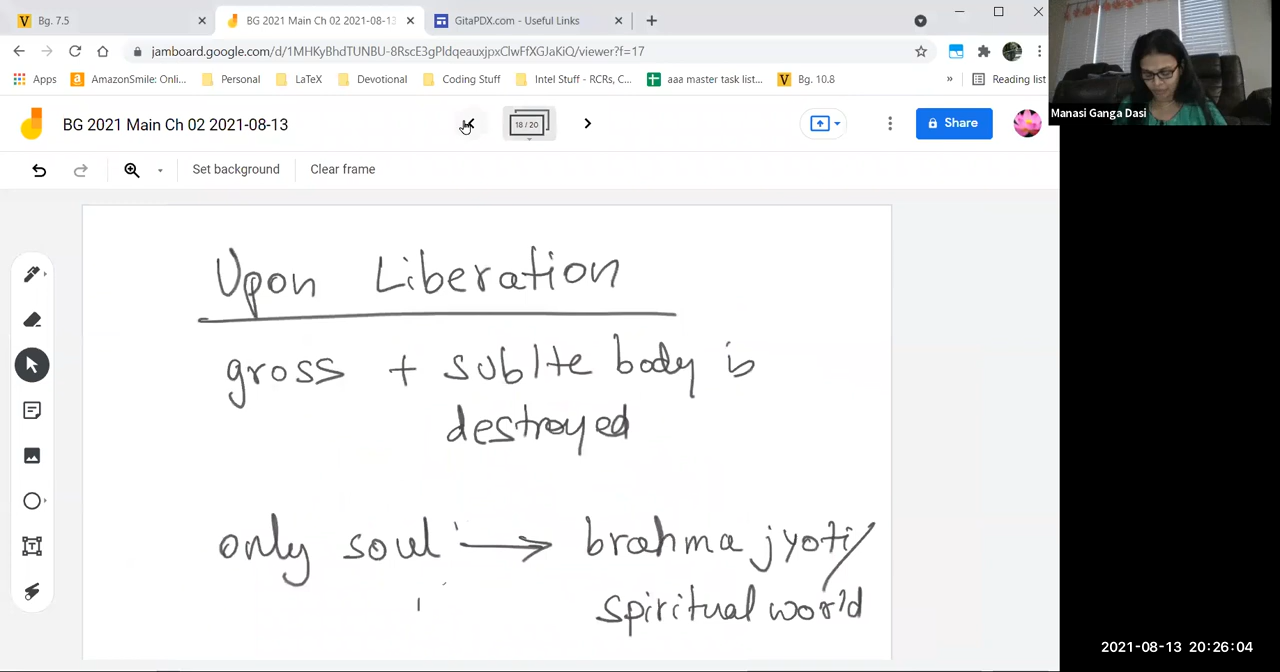 Bg. 7.5
BG 2021 Main Ch 02 2021-08-13
GitaPDX.com - Useful Links
jamboard.google.com/d/1MHKyBhdTUNBU-8RscE3gPldqeauxjpxClwFfXGJaKiQ/viewer?f=17
Apps
AmazonSmile: Onli...
Personal
LaTeX
Devotional
Coding Stuff
Intel Stuff - RCRs, C...
aaa master task list...
Bg. 10.8
»
Reading list
Manasi Ganga Dasi
BG 2021 Main Ch 02 2021-08-13
18 / 20
Share
Set background
Clear frame
Upon Liberation
gross + sublte body is
destroyed
only soul → brahma jyoti/
spiritual world
2021-08-13 20:26:04